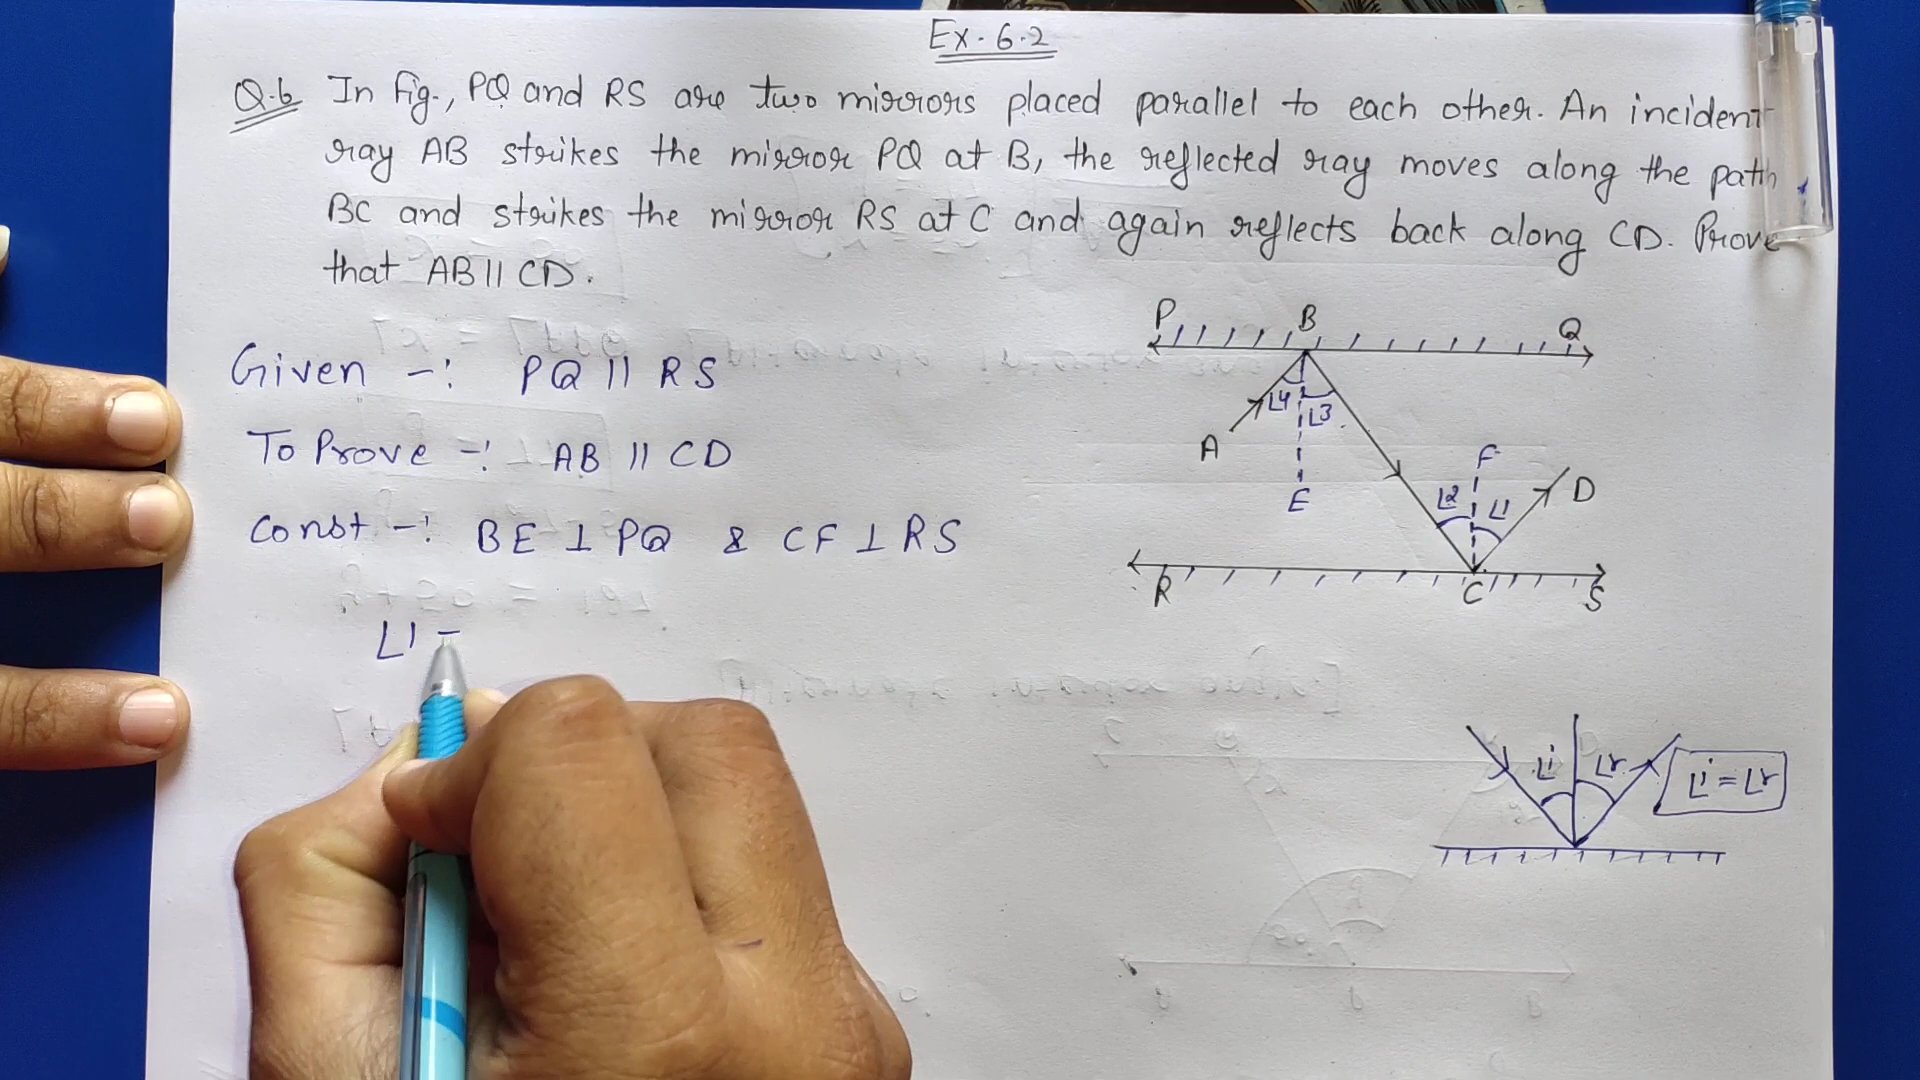 Ex. 6.2
Q.6 In fig., PQ and RS are two mirrors placed parallel to each other. An incident
ray AB strikes the mirror PQ at B, the reflected ray moves along the path
BC and strikes the mirror RS at C and again reflects back along CD. Prove
that AB || CD.
Given -: PQ || RS
To Prove -: AB || CD
Const -: BE ⊥ PQ & CF ⊥ RS
∠1 =
P B Q
∠4 ∠3
A
E
F
∠2 ∠1 D
R C S
∠i ∠r ∠i = ∠r